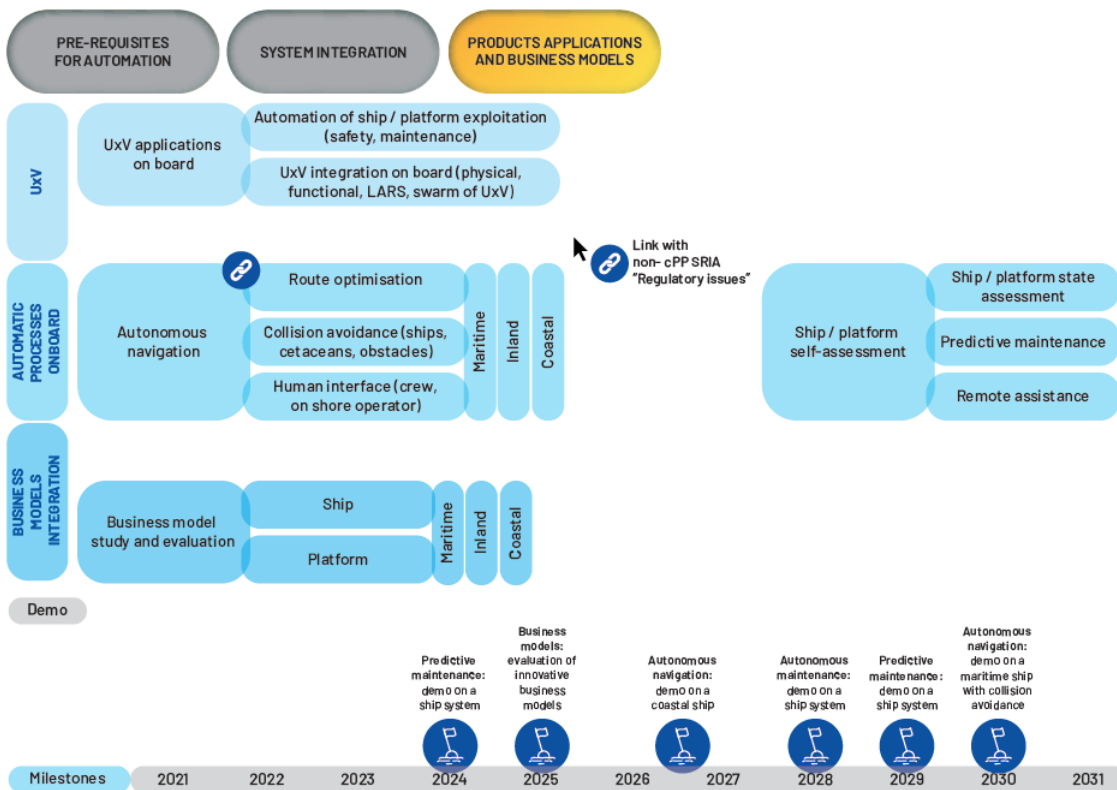 PRE-REQUISITES
FOR AUTOMATION
SYSTEM INTEGRATION
PRODUCTS APPLICATIONS
AND BUSINESS MODELS
UxV
UxV applications
on board
Automation of ship / platform exploitation
(safety, maintenance)
UxV integration on board (physical,
functional, LARS, swarm of UxV)
Link with
non- cPP SRIA
"Regulatory issues"
AUTOMATIC
PROCESSES
ONBOARD
Autonomous
navigation
Route optimisation
Collision avoidance (ships,
cetaceans, obstacles)
Human interface (crew,
on shore operator)
Maritime
Inland
Coastal
Ship / platform
self-assessment
Ship / platform state
assessment
Predictive maintenance
Remote assistance
BUSINESS
MODELS
INTEGRATION
Business model
study and evaluation
Ship
Platform
Maritime
Inland
Coastal
Demo
Predictive
maintenance:
demo on a
ship system
Business
models:
evaluation of
innovative
business
models
Autonomous
navigation:
demo on a
coastal ship
Autonomous
maintenance:
demo on a
ship system
Predictive
maintenance:
demo on a
ship system
Autonomous
navigation:
demo on a
maritime ship
with collision
avoidance
Milestones
2021
2022
2023
2024
2025
2026
2027
2028
2029
2030
2031